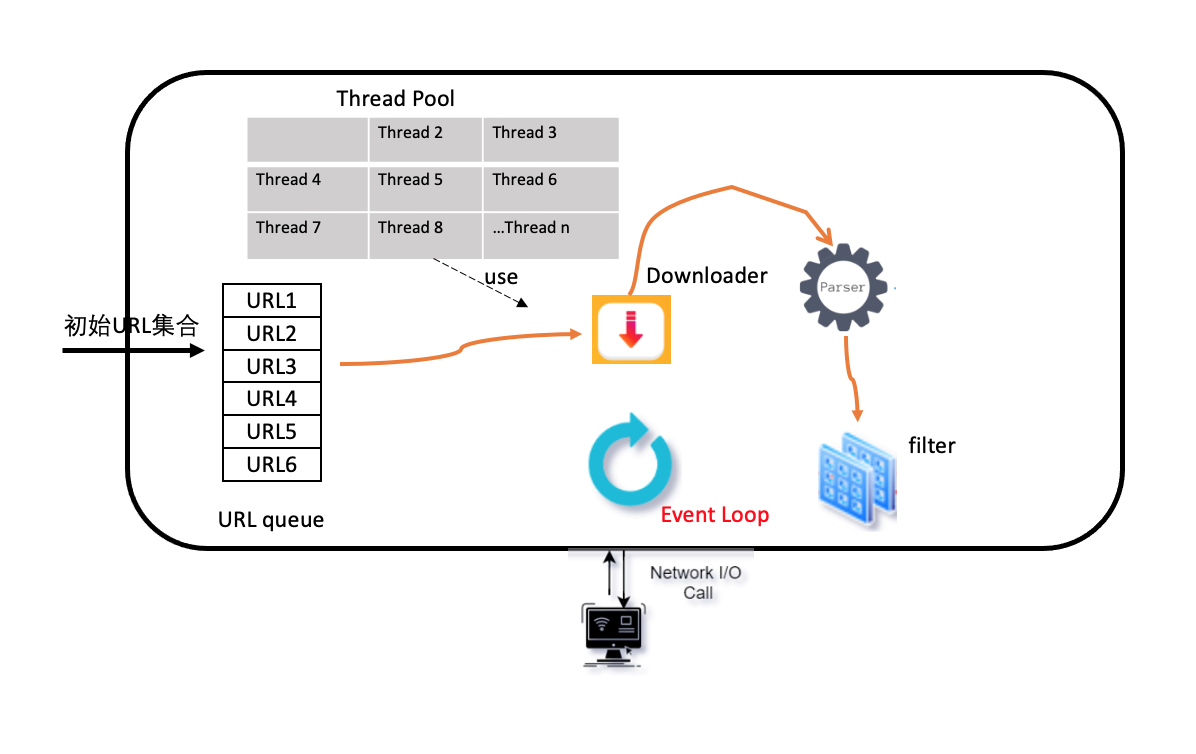 Thread Pool
Thread 2
Thread 3
Thread 4
Thread 5
Thread 6
Thread 7
Thread 8
...Thread n
use
Downloader
Parser
URL1
初始URL集合
URL2
URL3
URL4
URL5
URL6
filter
URL queue
Event Loop
Network I/O
Call